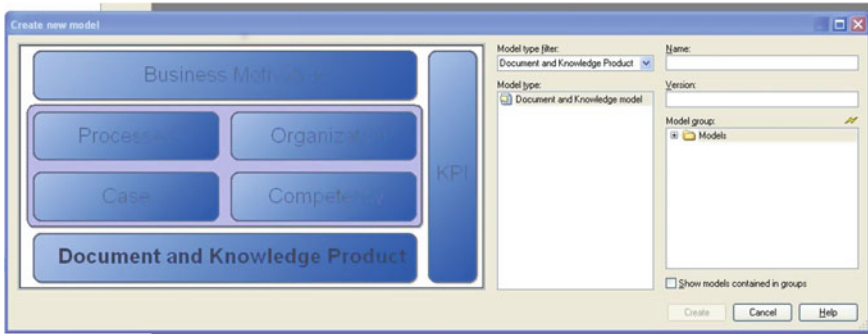 Create new model
Business Motivation
Processes
Organization
Case
Competency
KPI
Document and Knowledge Product
Model type filter:
Document and Knowledge Product
Model type:
Document and Knowledge model
Name:
Version:
Model group:
Models
Show models contained in groups
Create
Cancel
Help